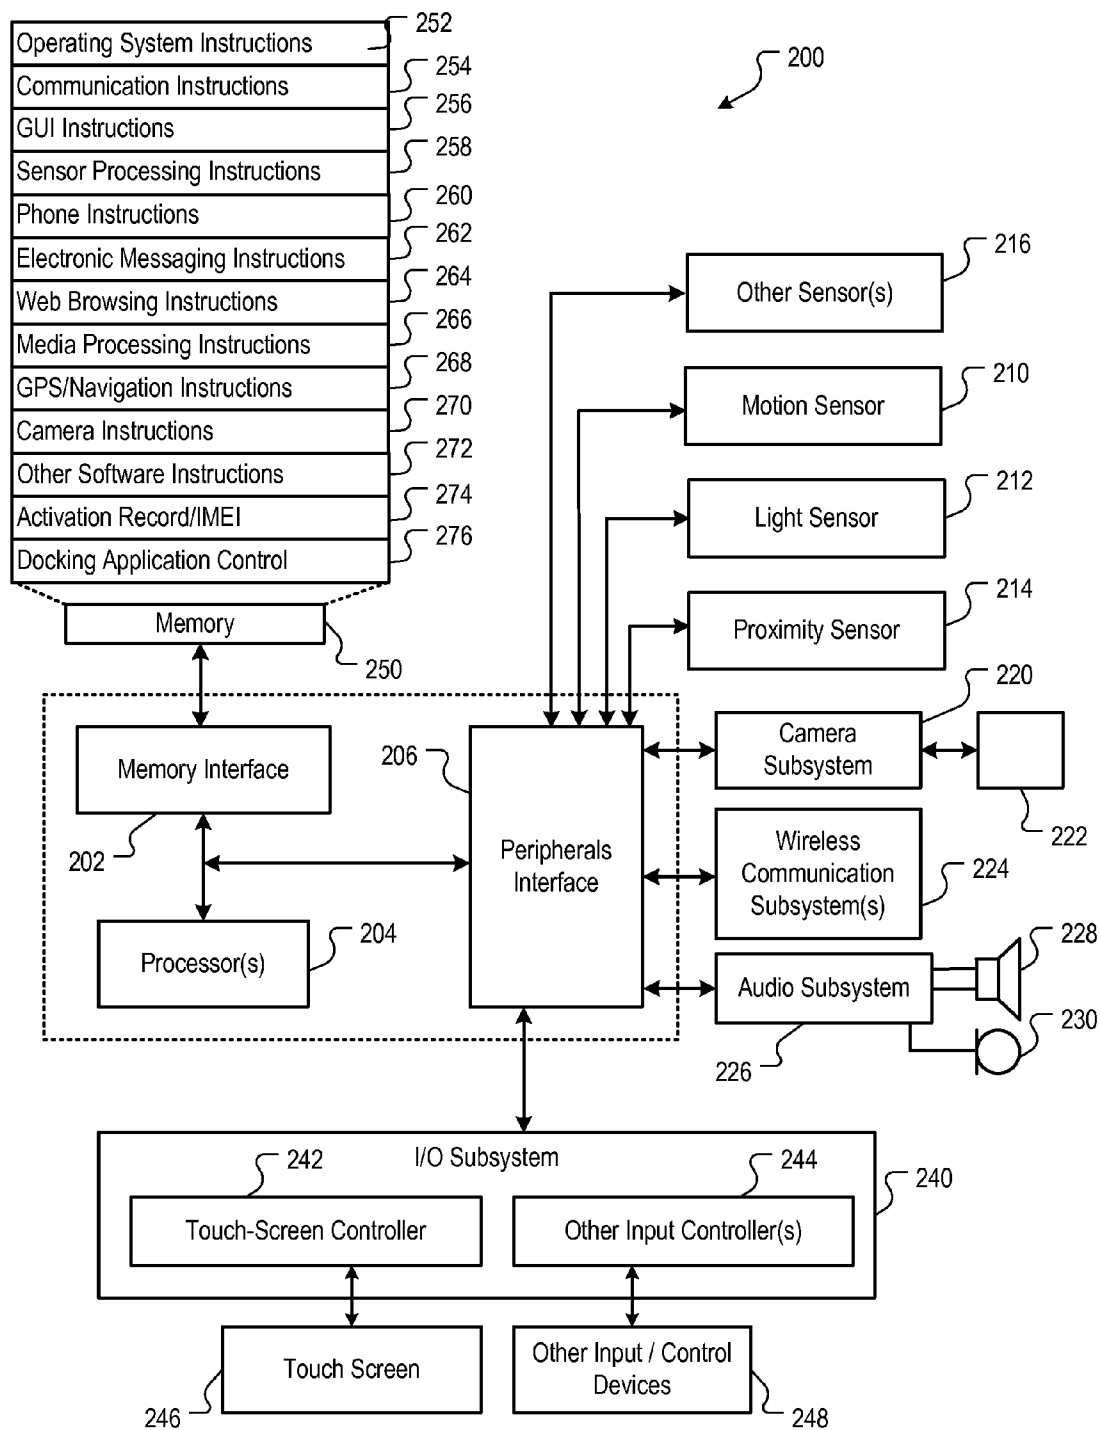 Operating System Instructions
252
Communication Instructions
254
GUI Instructions
256
Sensor Processing Instructions
258
Phone Instructions
260
Electronic Messaging Instructions
262
Web Browsing Instructions
264
Media Processing Instructions
266
GPS/Navigation Instructions
268
Camera Instructions
270
Other Software Instructions
272
Activation Record/IMEI
274
Docking Application Control
276
Memory
250
200
Other Sensor(s)
216
Motion Sensor
210
Light Sensor
212
Proximity Sensor
214
Memory Interface
202
Processor(s)
204
206
Peripherals
Interface
Camera
Subsystem
220
222
Wireless
Communication
Subsystem(s)
224
Audio Subsystem
226
228
230
I/O Subsystem
240
242
Touch-Screen Controller
244
Other Input Controller(s)
Touch Screen
246
Other Input / Control
Devices
248